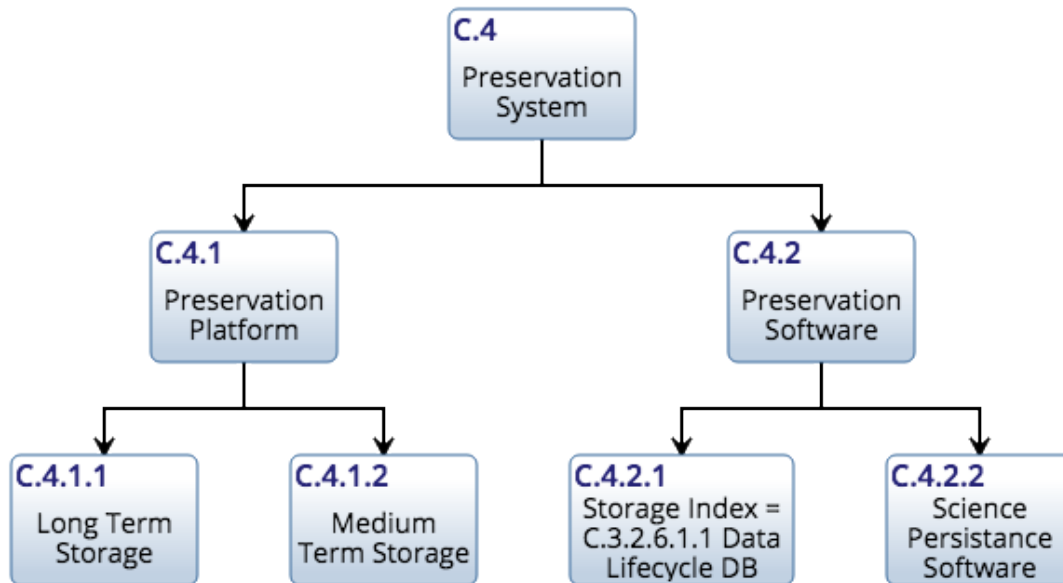 C.4
Preservation
System
C.4.1
Preservation
Platform
C.4.2
Preservation
Software
C.4.1.1
Long Term
Storage
C.4.1.2
Medium
Term Storage
C.4.2.1
Storage Index =
C.3.2.6.1.1 Data
Lifecycle DB
C.4.2.2
Science
Persistance
Software